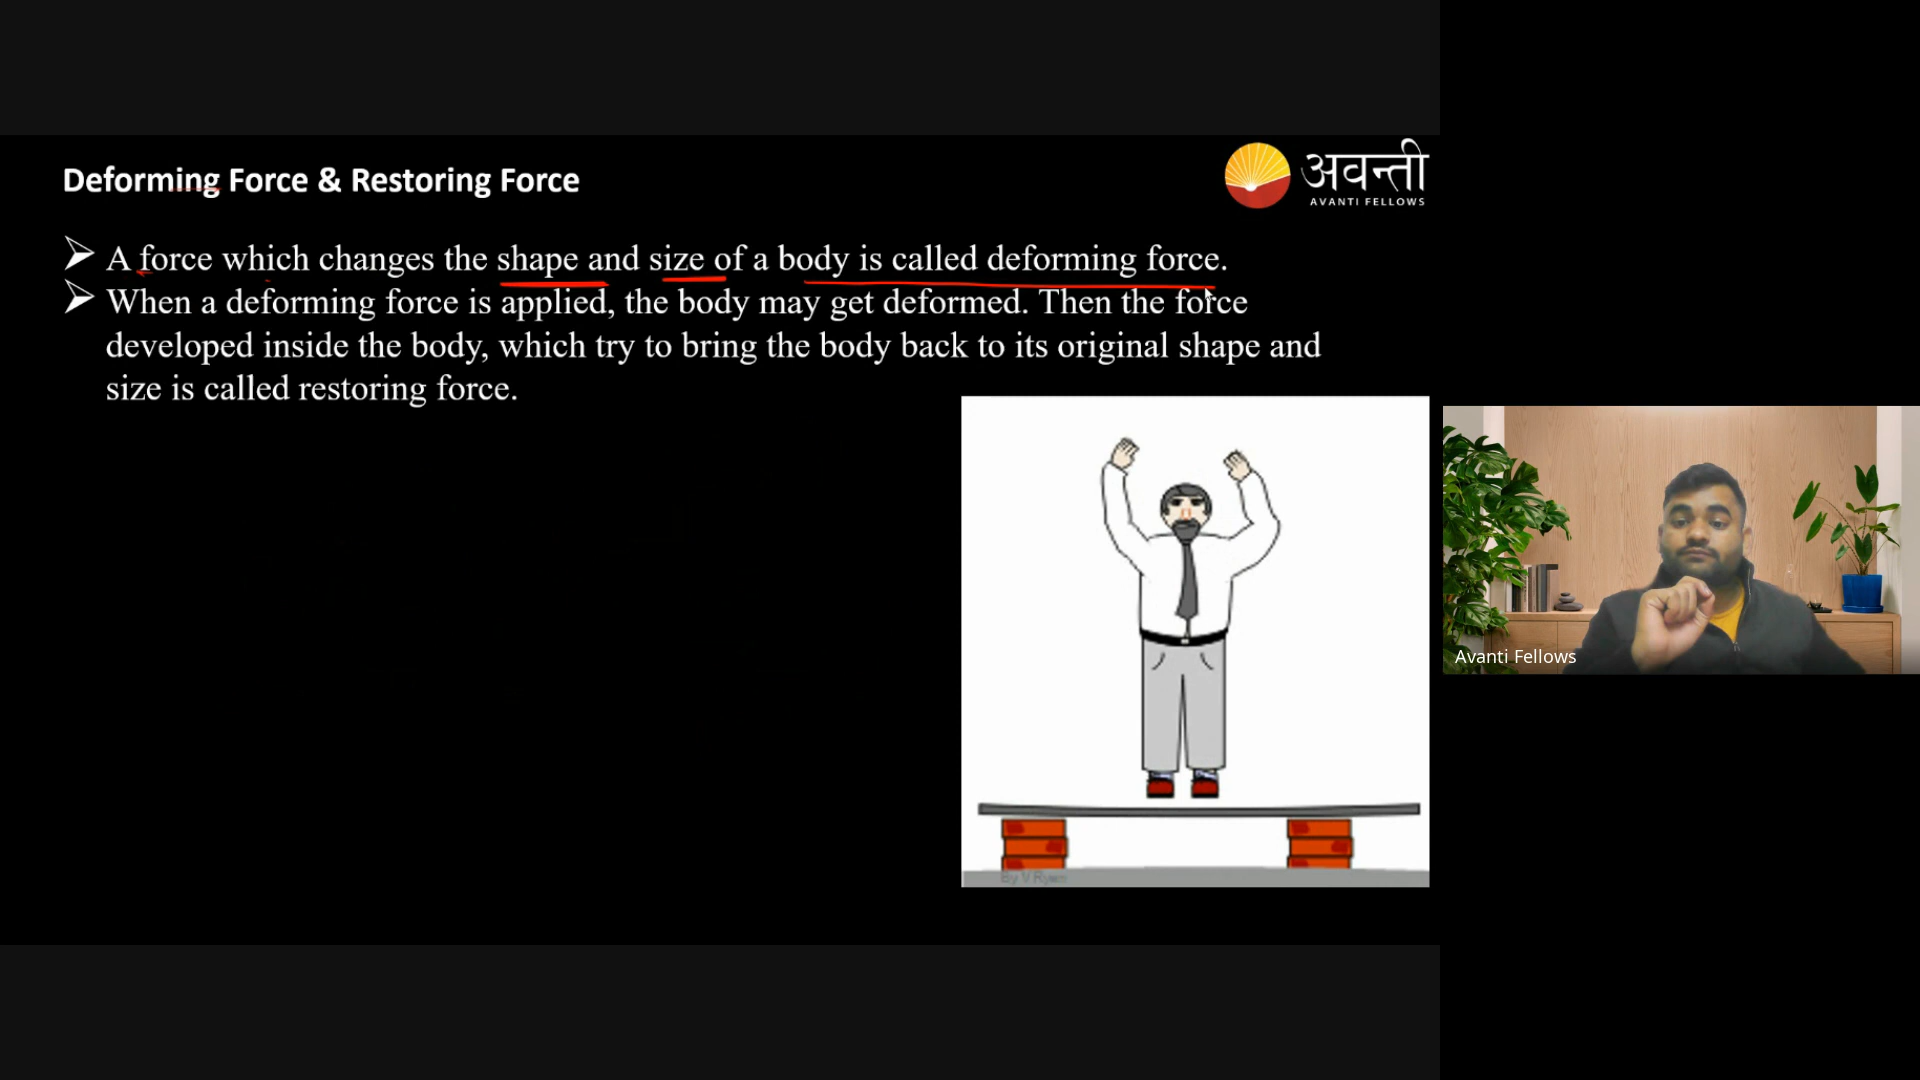 Deforming Force & Restoring Force
अवन्ती
AVANTI FELLOWS
A force which changes the shape and size of a body is called deforming force.
When a deforming force is applied, the body may get deformed. Then the force
developed inside the body, which try to bring the body back to its original shape and
size is called restoring force.
Avanti Fellows
By V Ryan